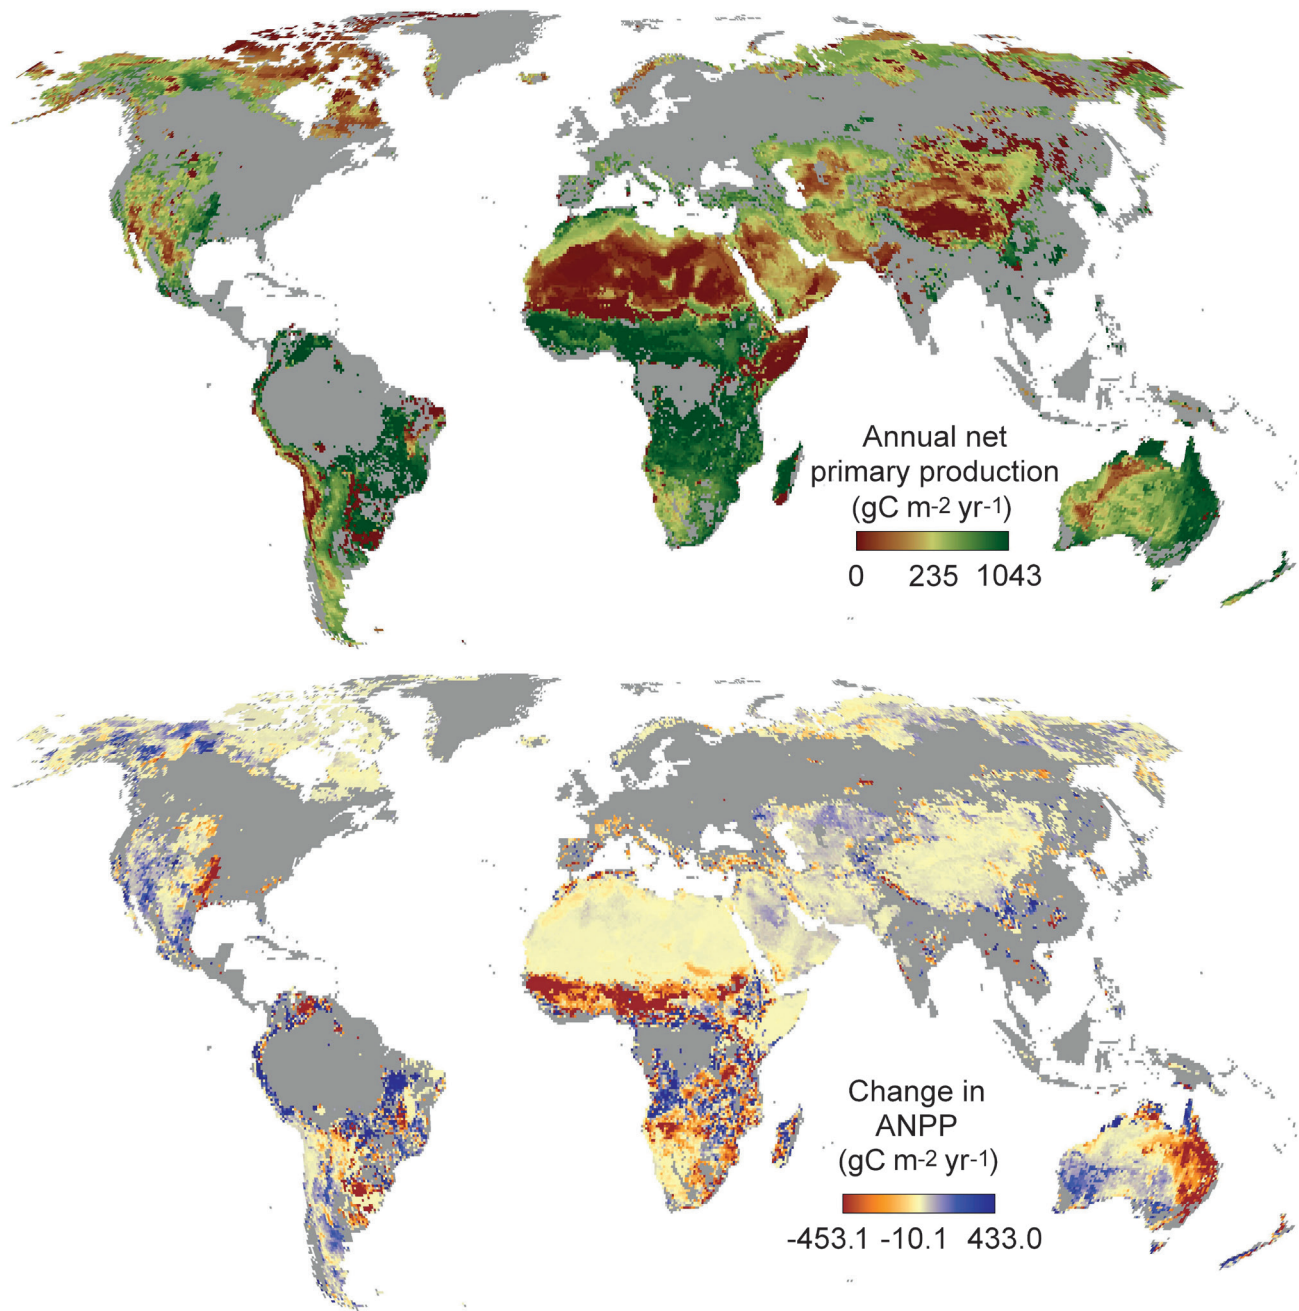 Annual net
primary production
(gC m-2 yr-1)
0 235 1043
Change in
ANPP
(gC m-2 yr-1)
-453.1 -10.1 433.0